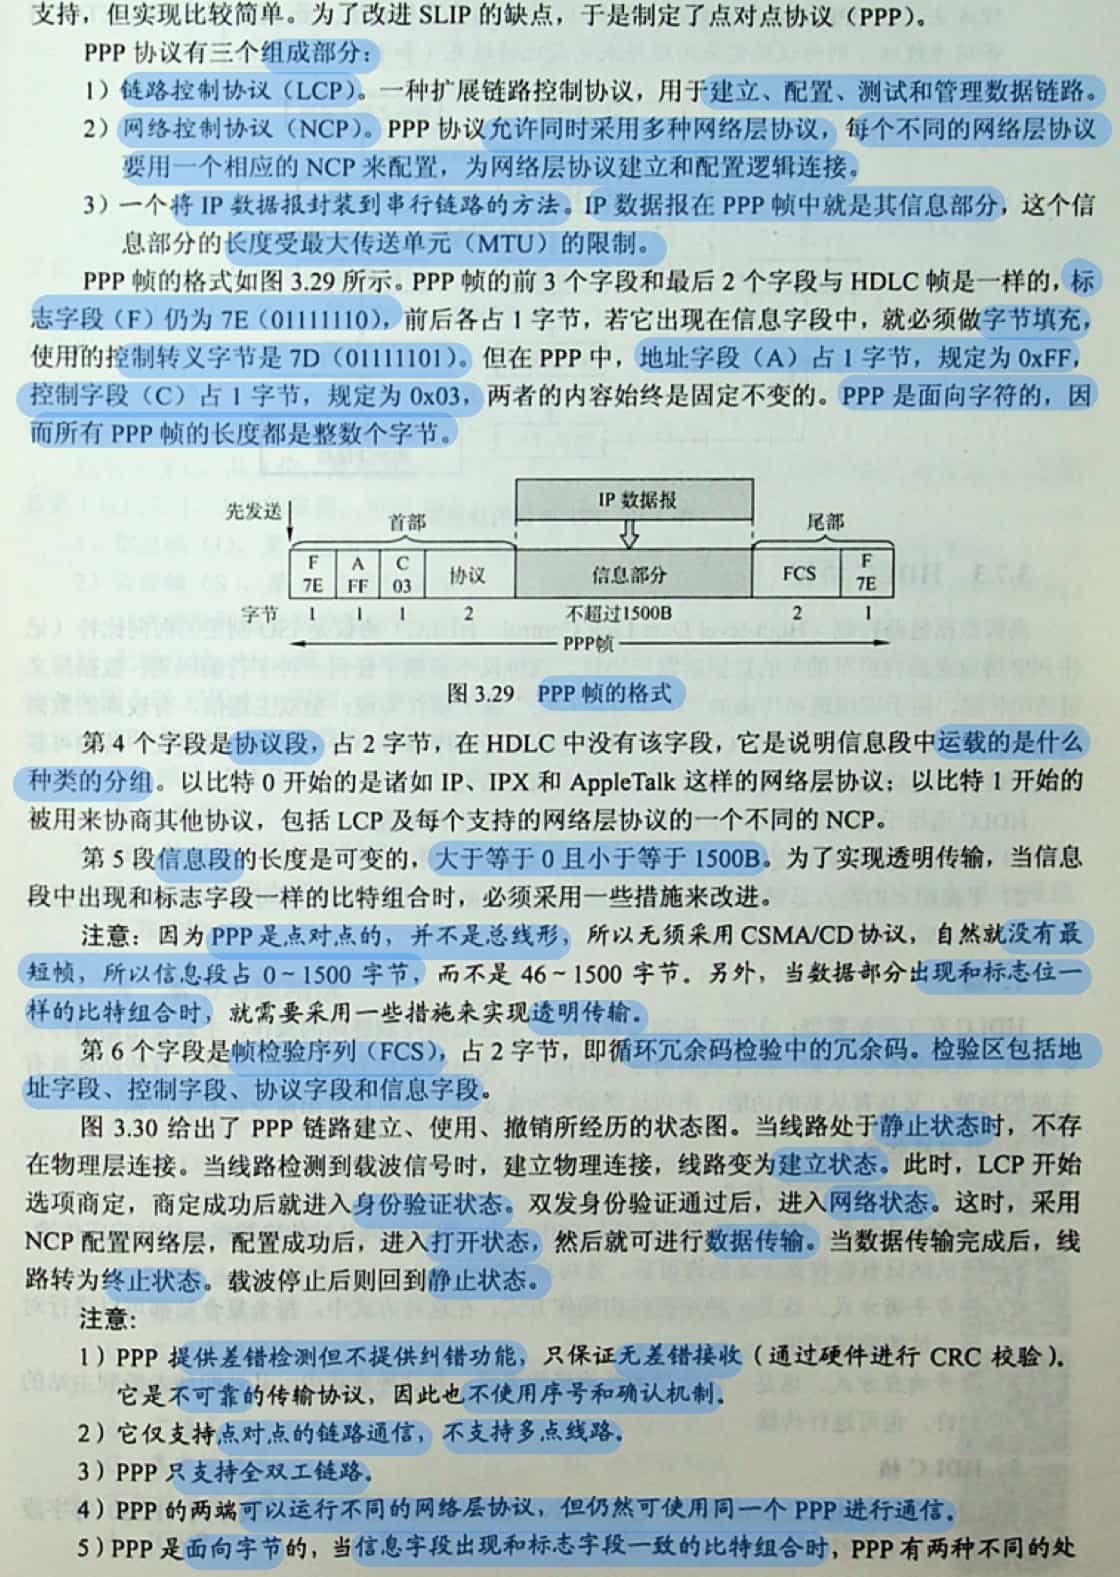 支持，但实现比较简单。为了改进 SLIP 的缺点，于是制定了点对点协议（PPP）。
PPP 协议有三个组成部分：
1）链路控制协议（LCP）。一种扩展链路控制协议，用于建立、配置、测试和管理数据链路。
2）网络控制协议（NCP）。PPP 协议允许同时采用多种网络层协议，每个不同的网络层协议
要用一个相应的 NCP 来配置，为网络层协议建立和配置逻辑连接。
3）一个将 IP 数据报封装到串行链路的方法。IP 数据报在 PPP 帧中就是其信息部分，这个信
息部分的长度受最大传送单元（MTU）的限制。
PPP 帧的格式如图 3.29 所示。PPP 帧的前 3 个字段和最后 2 个字段与 HDLC 帧是一样的，标
志字段（F）仍为 7E（01111110），前后各占 1 字节，若它出现在信息字段中，就必须做字节填充，
使用的控制转义字节是 7D（01111101）。但在 PPP 中，地址字段（A）占 1 字节，规定为 0xFF，
控制字段（C）占 1 字节，规定为 0x03，两者的内容始终是固定不变的。PPP 是面向字符的，因
而所有 PPP 帧的长度都是整数个字节。
IP 数据报
先发送
首部
尾部
F A C F
7E FF 03 协议 信息部分 FCS 7E
字节 1 1 1 2 不超过1500B 2 1
PPP帧
图 3.29 PPP 帧的格式
第 4 个字段是协议段，占 2 字节，在 HDLC 中没有该字段，它是说明信息段中运载的是什么
种类的分组。以比特 0 开始的是诸如 IP、IPX 和 AppleTalk 这样的网络层协议；以比特 1 开始的
被用来协商其他协议，包括 LCP 及每个支持的网络层协议的一个不同的 NCP。
第 5 段信息段的长度是可变的，大于等于 0 且小于等于 1500B。为了实现透明传输，当信息
段中出现和标志字段一样的比特组合时，必须采用一些措施来改进。
注意：因为 PPP 是点对点的，并不是总线形，所以无须采用 CSMA/CD 协议，自然就没有最
短帧，所以信息段占 0～1500 字节，而不是 46～1500 字节。另外，当数据部分出现和标志位一
样的比特组合时，就需要采用一些措施来实现透明传输。
第 6 个字段是帧检验序列（FCS），占 2 字节，即循环冗余码检验中的冗余码。检验区包括地
址字段、控制字段、协议字段和信息字段。
图 3.30 给出了 PPP 链路建立、使用、撤销所经历的状态图。当线路处于静止状态时，不存
在物理层连接。当线路检测到载波信号时，建立物理连接，线路变为建立状态。此时，LCP 开始
选项商定，商定成功后就进入身份验证状态。双发身份验证通过后，进入网络状态。这时，采用
NCP 配置网络层，配置成功后，进入打开状态，然后就可进行数据传输。当数据传输完成后，线
路转为终止状态。载波停止后则回到静止状态。
注意：
1）PPP 提供差错检测但不提供纠错功能，只保证无差错接收（通过硬件进行 CRC 校验）。
它是不可靠的传输协议，因此也不使用序号和确认机制。
2）它仅支持点对点的链路通信，不支持多点线路。
3）PPP 只支持全双工链路。
4）PPP 的两端可以运行不同的网络层协议，但仍然可使用同一个 PPP 进行通信。
5）PPP 是面向字节的，当信息字段出现和标志字段一致的比特组合时，PPP 有两种不同的处